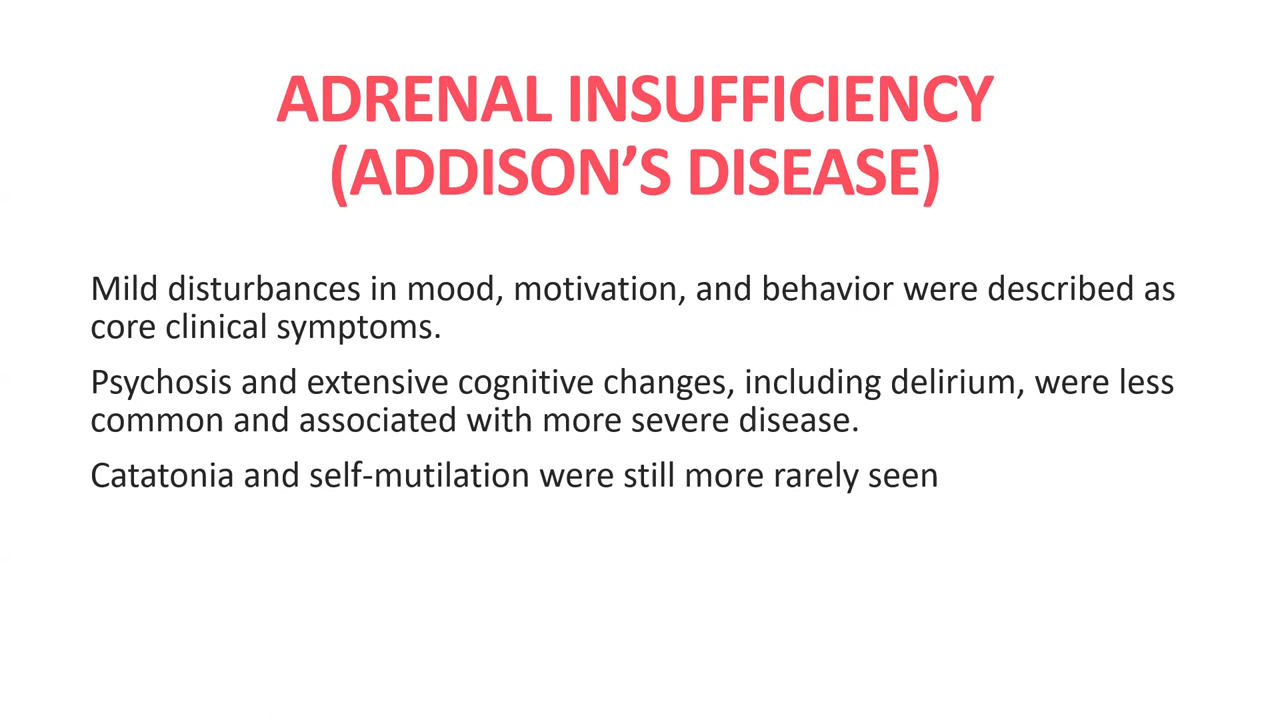 ADRENAL INSUFFICIENCY
(ADDISON’S DISEASE)
Mild disturbances in mood, motivation, and behavior were described as
core clinical symptoms.
Psychosis and extensive cognitive changes, including delirium, were less
common and associated with more severe disease.
Catatonia and self-mutilation were still more rarely seen